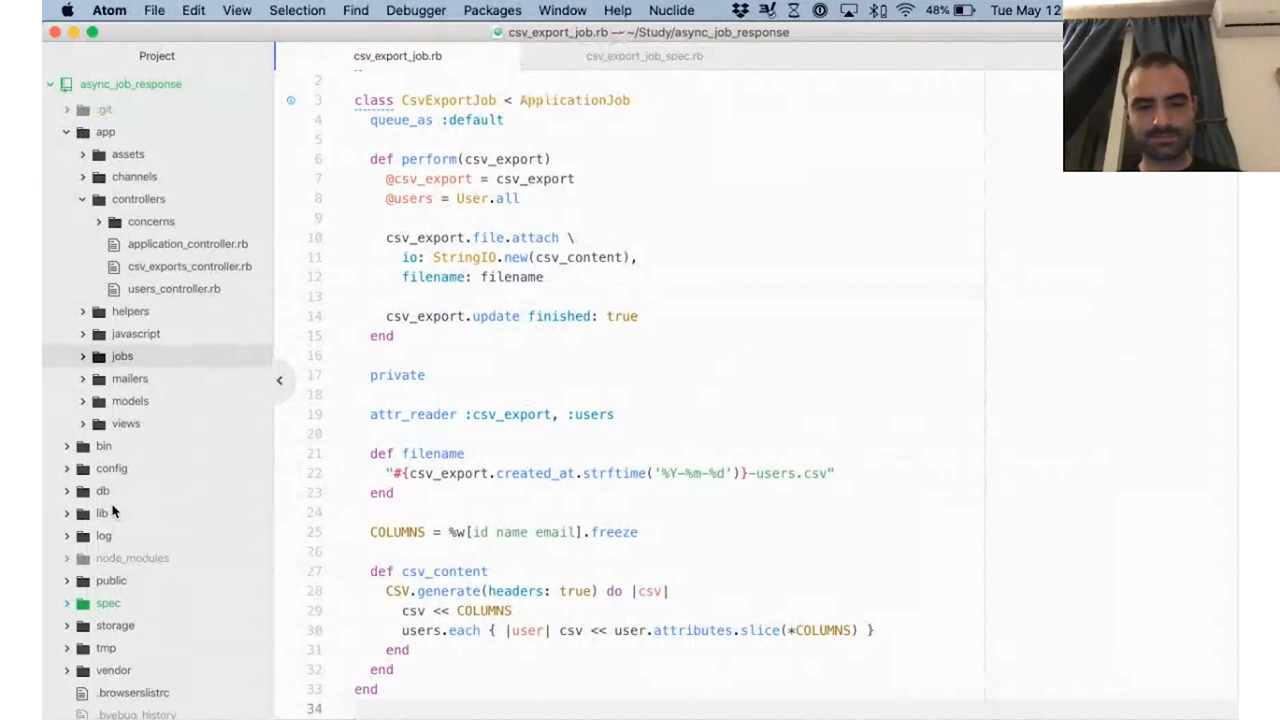 Atom File Edit View Selection Find Debugger Packages Window Help Nuclide 48% Tue May 12
csv_export_job.rb — ~/Study/async_job_response
Project
csv_export_job.rb
csv_export_job_spec.rb
async_job_response
.git
app
assets
channels
controllers
concerns
application_controller.rb
csv_exports_controller.rb
users_controller.rb
helpers
javascript
jobs
mailers
models
views
bin
config
db
lib
log
node_modules
public
spec
storage
tmp
vendor
.browserslistrc
.byebug_history
2
3 class CsvExportJob < ApplicationJob
4 queue_as :default
5
6 def perform(csv_export)
7 @csv_export = csv_export
8 @users = User.all
9
10 csv_export.file.attach \
11 io: StringIO.new(csv_content),
12 filename: filename
13
14 csv_export.update finished: true
15 end
16
17 private
18
19 attr_reader :csv_export, :users
20
21 def filename
22 "#{csv_export.created_at.strftime('%Y-%m-%d')}-users.csv"
23 end
24
25 COLUMNS = %w[id name email].freeze
26
27 def csv_content
28 CSV.generate(headers: true) do |csv|
29 csv << COLUMNS
30 users.each { |user| csv << user.attributes.slice(*COLUMNS) }
31 end
32 end
33 end
34